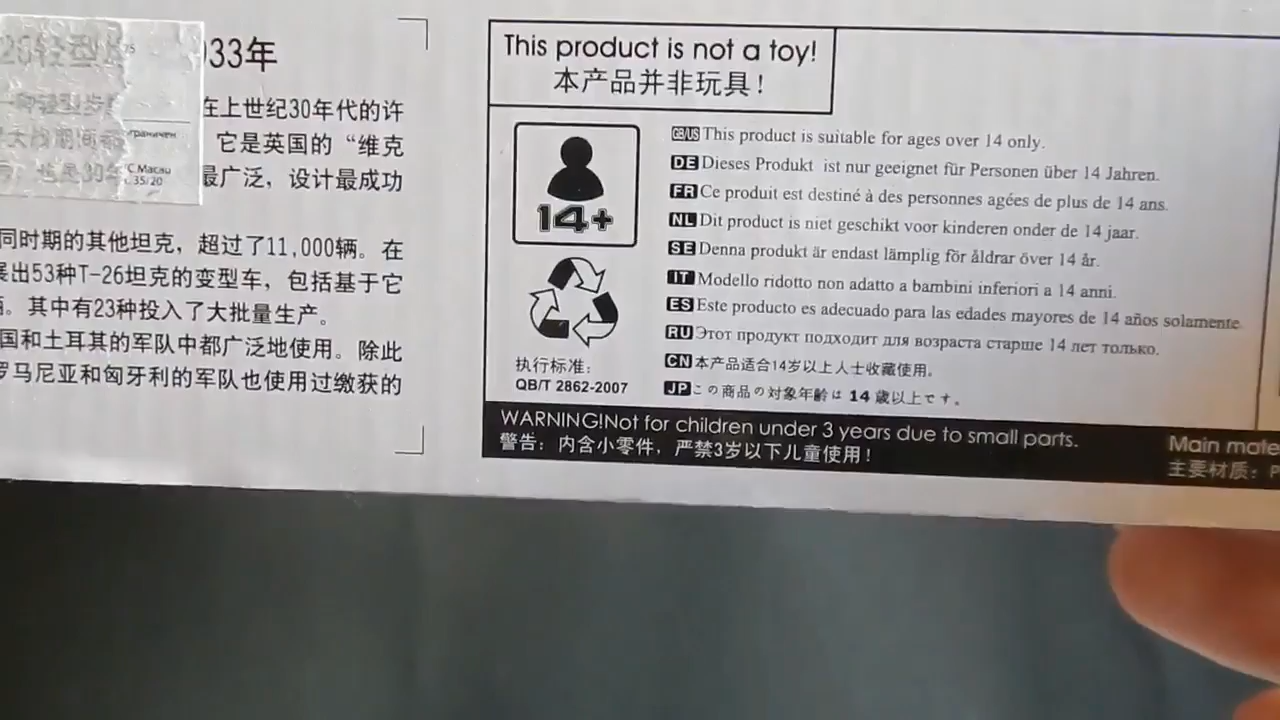 033年
在上世纪30年代的许
它是英国的“维克
最广泛，设计最成功
同时期的其他坦克，超过了11,000辆。在
展出53种T-26坦克的变型车，包括基于它
。其中有23种投入了大批量生产。
国和土耳其的军队中都广泛地使用。除此
罗马尼亚和匈牙利的军队也使用过缴获的
С.Масаu
35/20
This product is not a toy!
本产品并非玩具！
14+
执行标准：
QB/T 2862-2007
GB/US This product is suitable for ages over 14 only.
DE Dieses Produkt ist nur geeignet für Personen über 14 Jahren.
FR Ce produit est destiné à des personnes agées de plus de 14 ans.
NL Dit product is niet geschikt voor kinderen onder de 14 jaar.
SE Denna produkt är endast lämplig för åldrar över 14 år.
IT Modello ridotto non adatto a bambini inferiori a 14 anni.
ES Este producto es adecuado para las edades mayores de 14 años solamente.
RU Этот продукт подходит для возраста старше 14 лет только.
CN 本产品适合14岁以上人士收藏使用。
JP この商品の対象年齢は 14 歳以上です。
WARNING!Not for children under 3 years due to small parts.
警告：内含小零件，严禁3岁以下儿童使用！
Main mate
主要材质：P